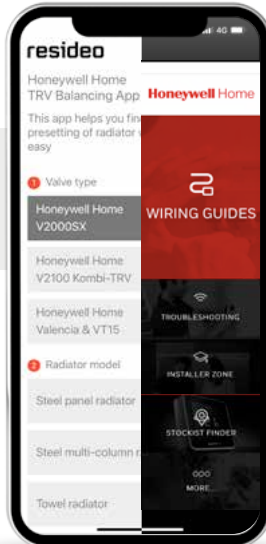 resideo
Honeywell Home
TRV Balancing App
This app helps you fin
presetting of radiator
easy
1 Valve type
Honeywell Home
V2000SX
Honeywell Home
V2100 Kombi-TRV
Honeywell Home
Valencia & VT15
2 Radiator model
Steel panel radiator
Steel multi-column r
Towel radiator
4G
Honeywell Home
WIRING GUIDES
TROUBLESHOOTING
INSTALLER ZONE
STOCKIST FINDER
MORE...